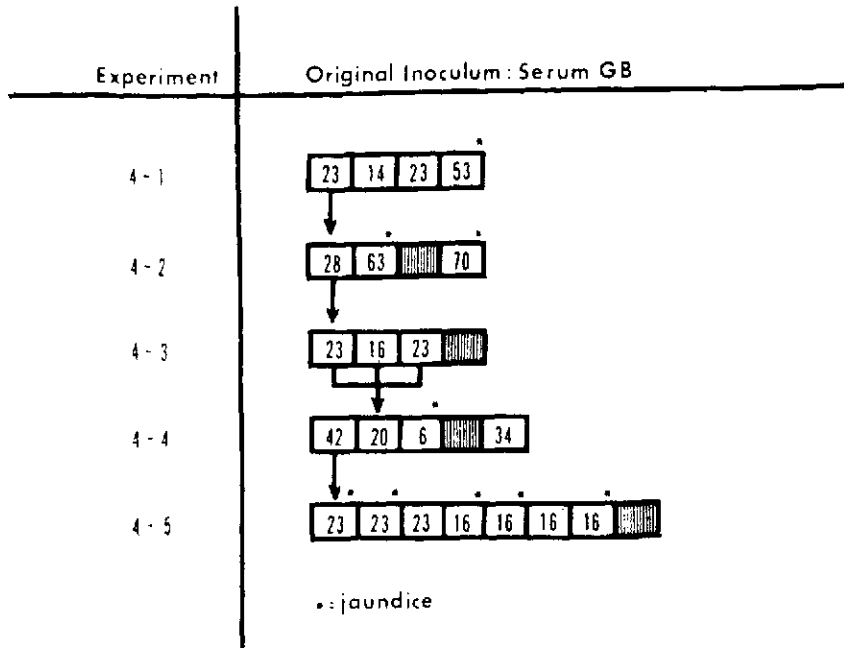 Experiment Original Inoculum : Serum GB
4 - 1 23 14 23 53 *
4 - 2 28 63 * 70 *
4 - 3 23 16 23
4 - 4 42 20 6 * 34
4 - 5 23 * 23 * 23 16 * 16 * 16 16 *
* : jaundice